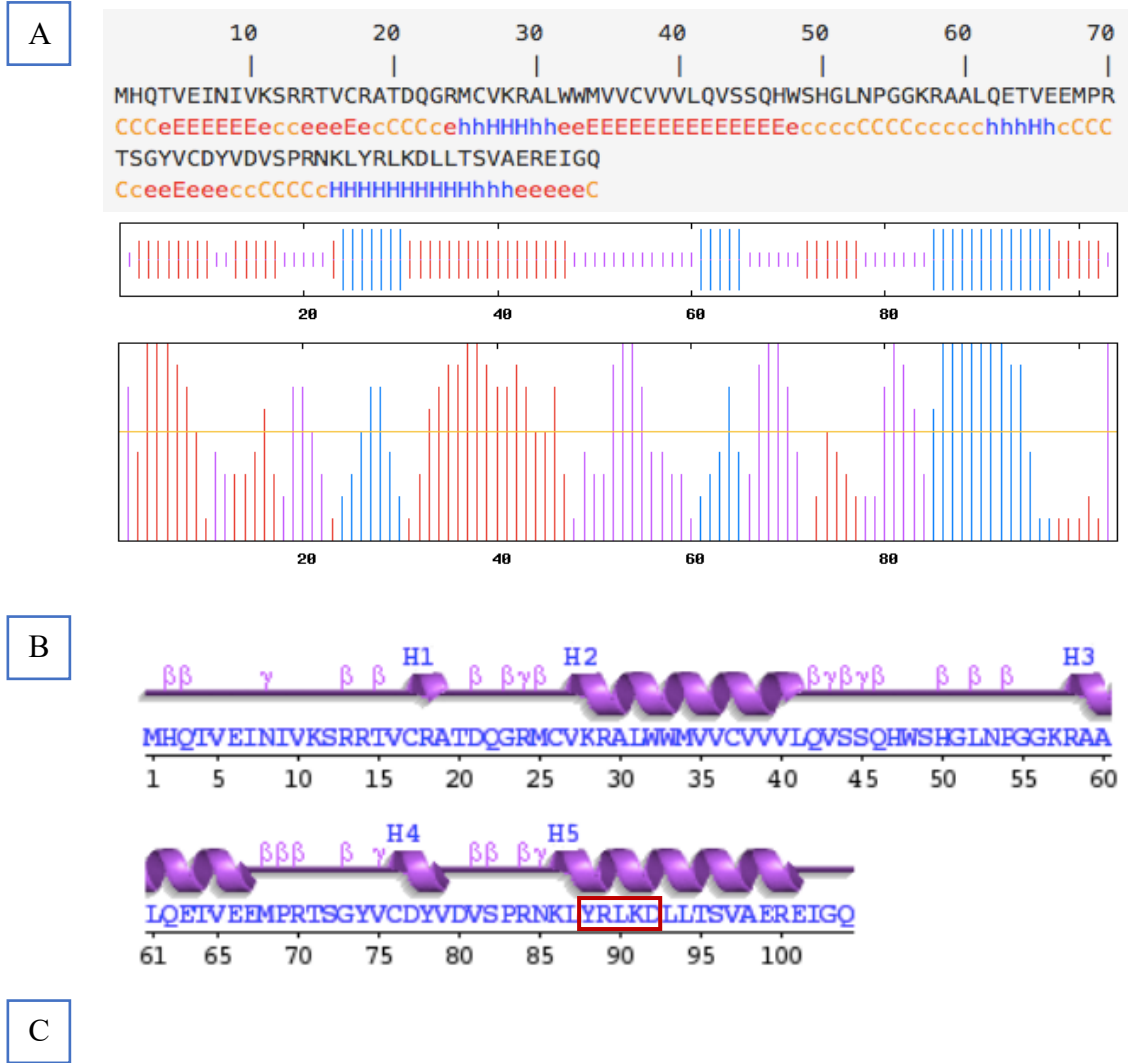 A
10 20 30 40 50 60 70
| | | | | | |
MHQTVEINIVKSRRTVCRATDQGRMCVKRALWWMVVCVVVLQVSSQHWSHGLNPGGKRAALQETVEEMPR
CCCeEEEEEEecceeeEecCCCcehhHHHhheeEEEEEEEEEEEEEEeccccCCCCccccchhhHhcCCC
TSGYVCDYVDVSPRNKLYRLKDLLTSVAEREIGQ
CceeEeeeccCCCCcHHHHHHHHHHhhheeeeeC
20 40 60 80
20 40 60 80
B
H1 H2 H3
ββ γ β β β βγβ βγβγβ β β β
MHQTVEINIVKSRRTVCRATDQGRMCVKRALWWMVVCVVVLQVSSQHWSHGLNPGGKRAA
1 5 10 15 20 25 30 35 40 45 50 55 60
H4 H5
βββ β γ ββ βγ
LQETVEEMPRTSGYVCDYVDVSPRNKLYRLKDLLTSVAEREIGQ
61 65 70 75 80 85 90 95 100
C